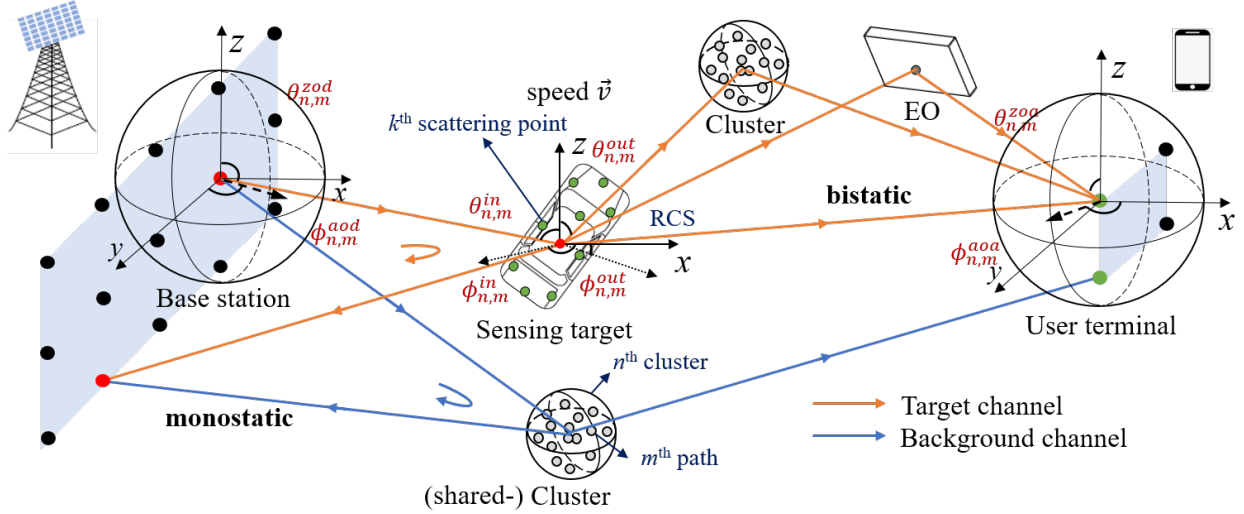 z
θ_{n,m}^{zod}
x
y
ϕ_{n,m}^{aod}
Base station
speed v⃗
k^{th} scattering point
z
θ_{n,m}^{out}
θ_{n,m}^{in}
RCS
x
ϕ_{n,m}^{in}
ϕ_{n,m}^{out}
Sensing target
Cluster
EO
bistatic
z
θ_{n,m}^{zoa}
x
y
ϕ_{n,m}^{aoa}
User terminal
monostatic
n^{th} cluster
m^{th} path
(shared-) Cluster
Target channel
Background channel